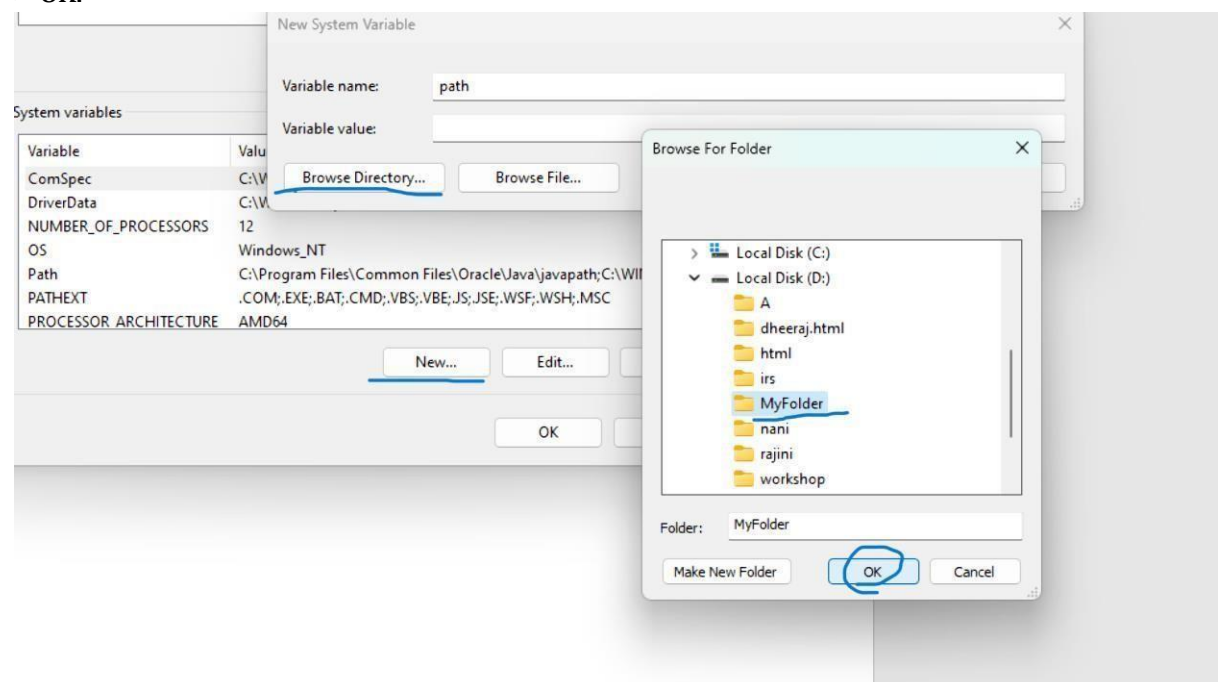 OK.
New System Variable
Variable name: path
Variable value:
Browse Directory... Browse File...
System variables
Variable Valu
ComSpec C:\W
DriverData C:\W
NUMBER_OF_PROCESSORS 12
OS Windows_NT
Path C:\Program Files\Common Files\Oracle\Java\javapath;C:\WI
PATHEXT .COM;.EXE;.BAT;.CMD;.VBS;.VBE;.JS;.JSE;.WSF;.WSH;.MSC
PROCESSOR ARCHITECTURE AMD64
New... Edit...
OK
Browse For Folder
Local Disk (C:)
Local Disk (D:)
A
dheeraj.html
html
irs
MyFolder
nani
rajini
workshop
Folder: MyFolder
Make New Folder OK Cancel